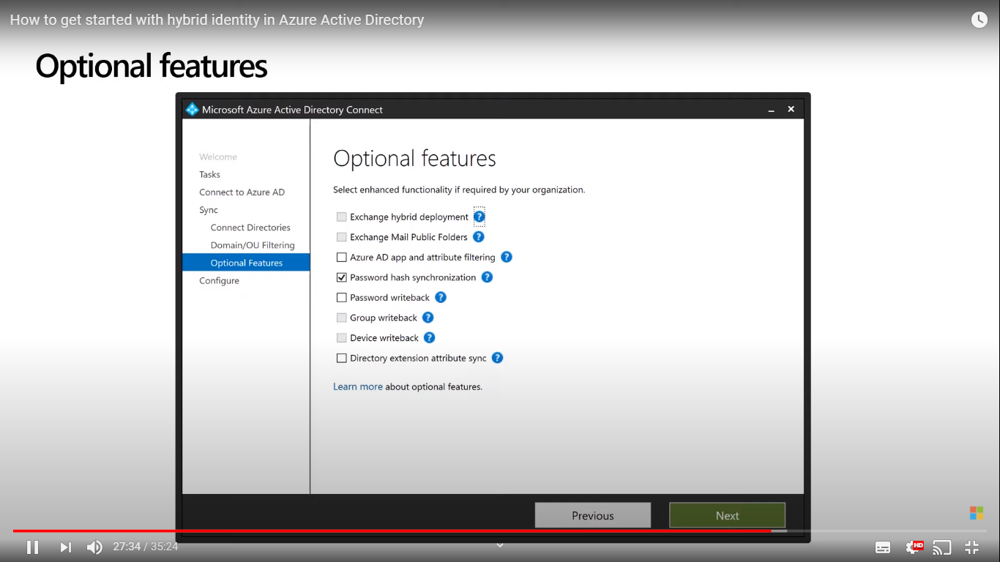 How to get started with hybrid identity in Azure Active Directory
Optional features
Microsoft Azure Active Directory Connect
Welcome
Tasks
Connect to Azure AD
Sync
Connect Directories
Domain/OU Filtering
Optional Features
Configure
Optional features
Select enhanced functionality if required by your organization.
Exchange hybrid deployment ?
Exchange Mail Public Folders ?
Azure AD app and attribute filtering ?
Password hash synchronization ?
Password writeback ?
Group writeback ?
Device writeback ?
Directory extension attribute sync ?
Learn more about optional features.
Previous
Next
27:34 / 35:24
HD